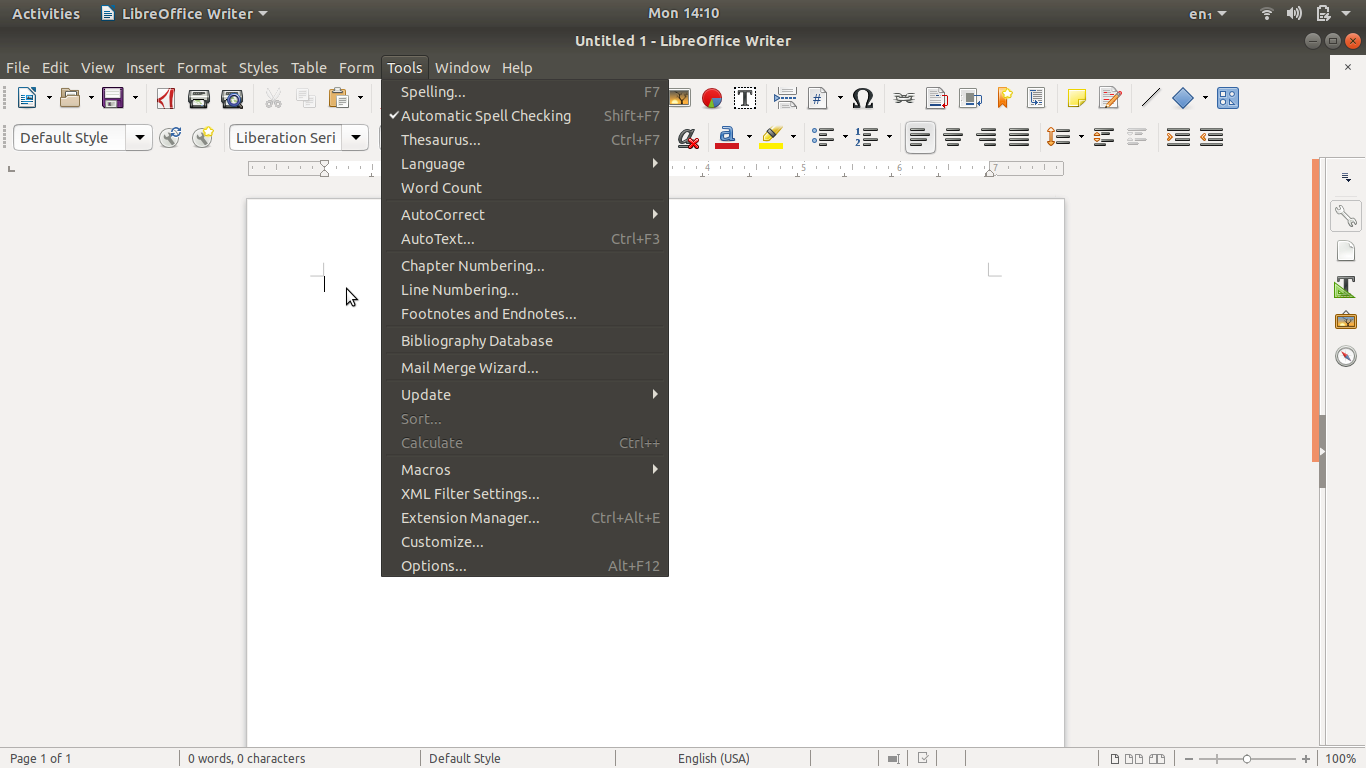 Activities LibreOffice Writer Mon 14:10 en₁
Untitled 1 - LibreOffice Writer
File Edit View Insert Format Styles Table Form Tools Window Help
Spelling... F7
Automatic Spell Checking Shift+F7
Thesaurus... Ctrl+F7
Language
Word Count
AutoCorrect
AutoText... Ctrl+F3
Chapter Numbering...
Line Numbering...
Footnotes and Endnotes...
Bibliography Database
Mail Merge Wizard...
Update
Sort...
Calculate Ctrl++
Macros
XML Filter Settings...
Extension Manager... Ctrl+Alt+E
Customize...
Options... Alt+F12
Default Style Liberation Seri
4 5 6 7
Page 1 of 1 0 words, 0 characters Default Style English (USA) 100%